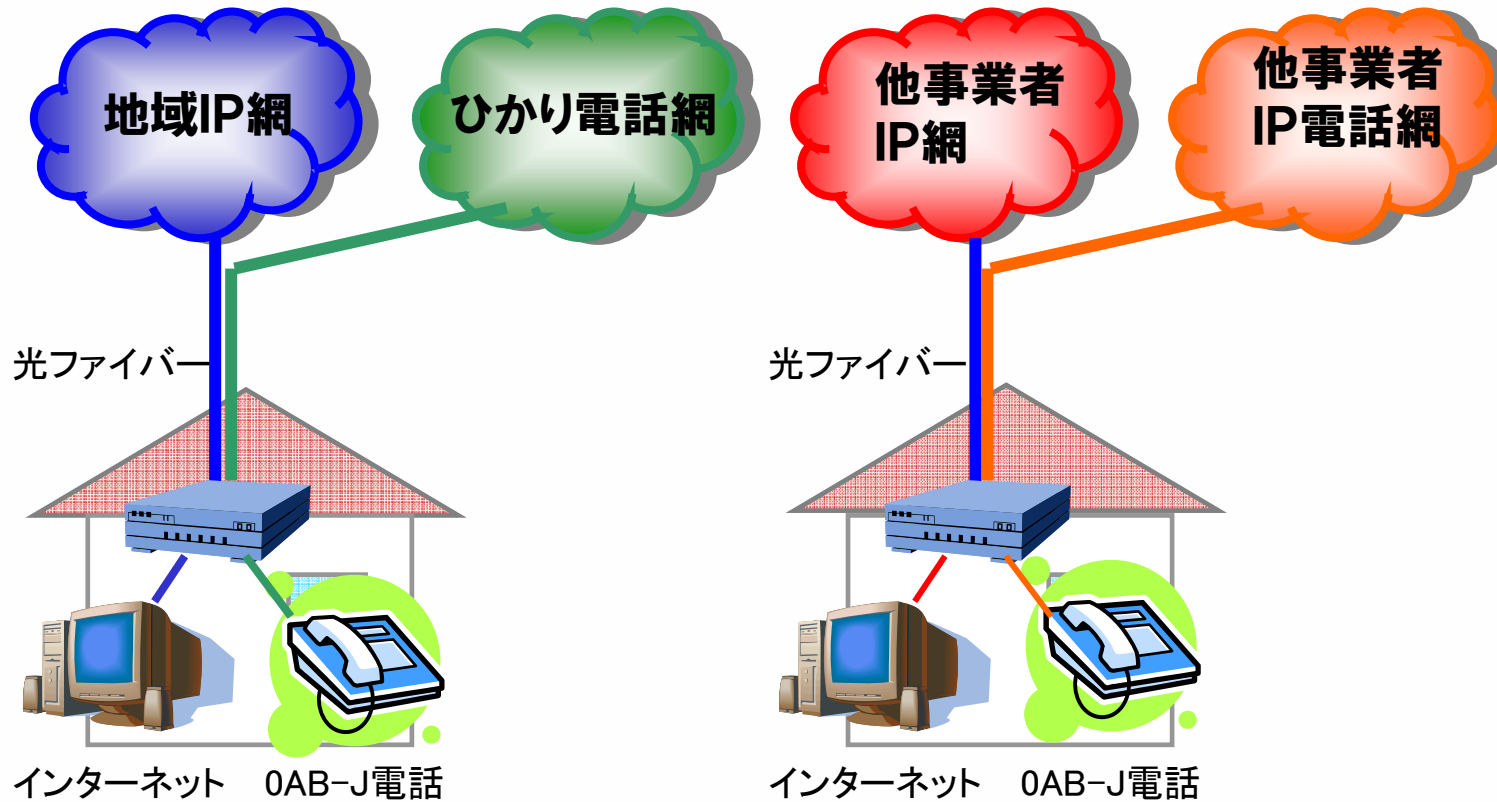 地域IP網
ひかり電話網
他事業者
IP網
他事業者
IP電話網
光ファイバー
光ファイバー
インターネット
0AB-J電話
インターネット
0AB-J電話